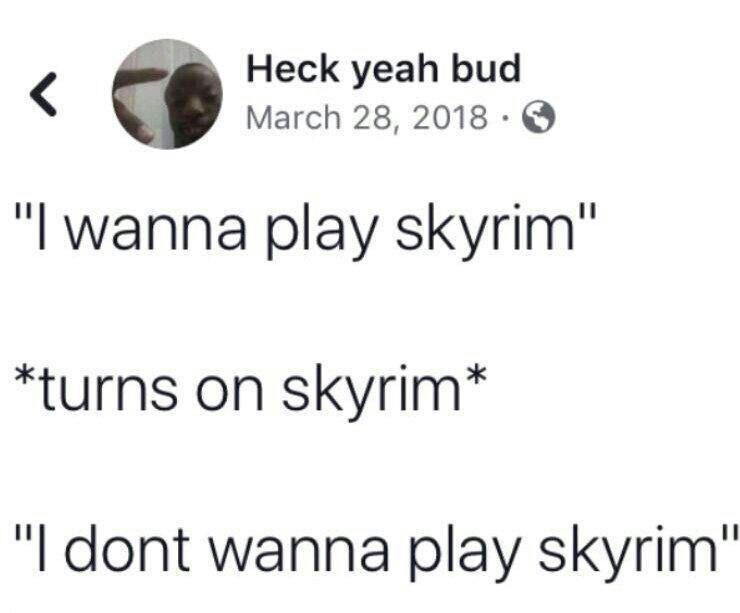 Heck yeah bud
March 28, 2018 ·
"I wanna play skyrim"
*turns on skyrim*
"I dont wanna play skyrim"